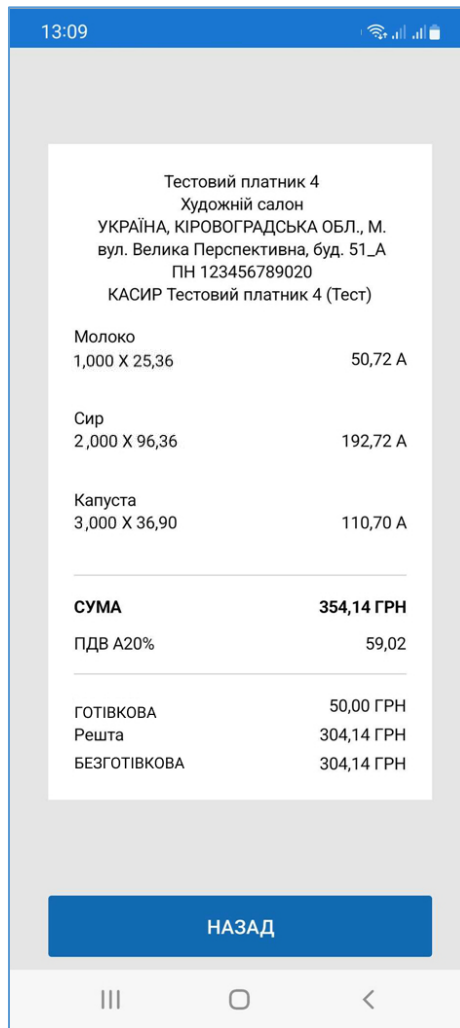 13:09
Тестовий платник 4
Художній салон
УКРАЇНА, КІРОВОГРАДСЬКА ОБЛ., М.
вул. Велика Перспективна, буд. 51_А
ПН 123456789020
КАСИР Тестовий платник 4 (Тест)
Молоко
1,000 X 25,36 50,72 А
Сир
2,000 X 96,36 192,72 А
Капуста
3,000 X 36,90 110,70 А
СУМА 354,14 ГРН
ПДВ А20% 59,02
ГОТІВКОВА 50,00 ГРН
Решта 304,14 ГРН
БЕЗГОТІВКОВА 304,14 ГРН
НАЗАД